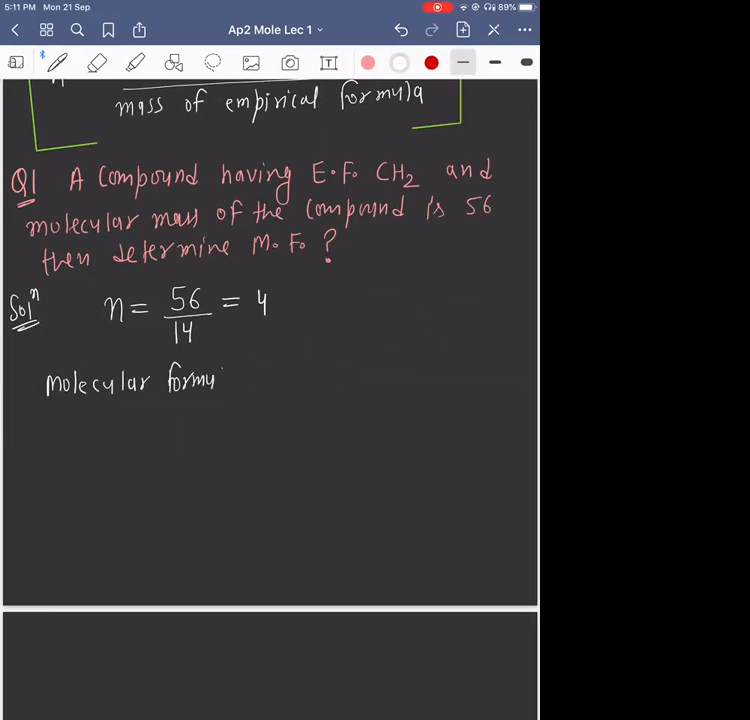 5:11 PM Mon 21 Sep
89%
Ap2 Mole Lec 1
mass of empirical formula
Q1 A compound having E.F. CH2 and
molecular mass of the compound is 56
then determine M.F. ?
Solⁿ n = 56/14 = 4
molecular formu